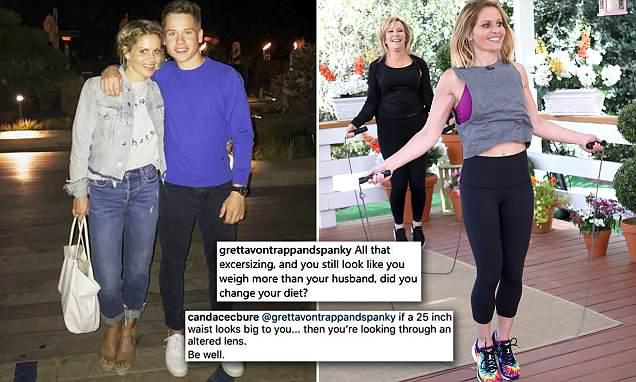 grettavontrappandspanky All that
excersizing, and you still look like you
weigh more than your husband, did you
change your diet?
candacecbure @grettavontrappandspanky if a 25 inch
waist looks big to you... then you're looking through an
altered lens.
Be well.